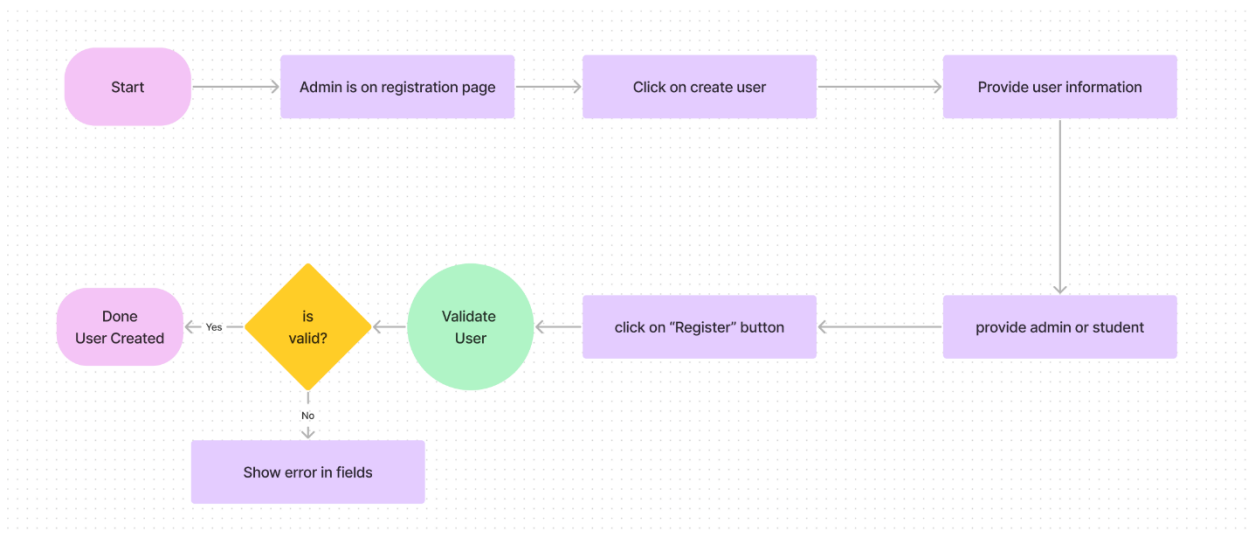 Start
Admin is on registration page
Click on create user
Provide user information
provide admin or student
click on “Register” button
Validate
User
is
valid?
Yes
Done
User Created
No
Show error in fields